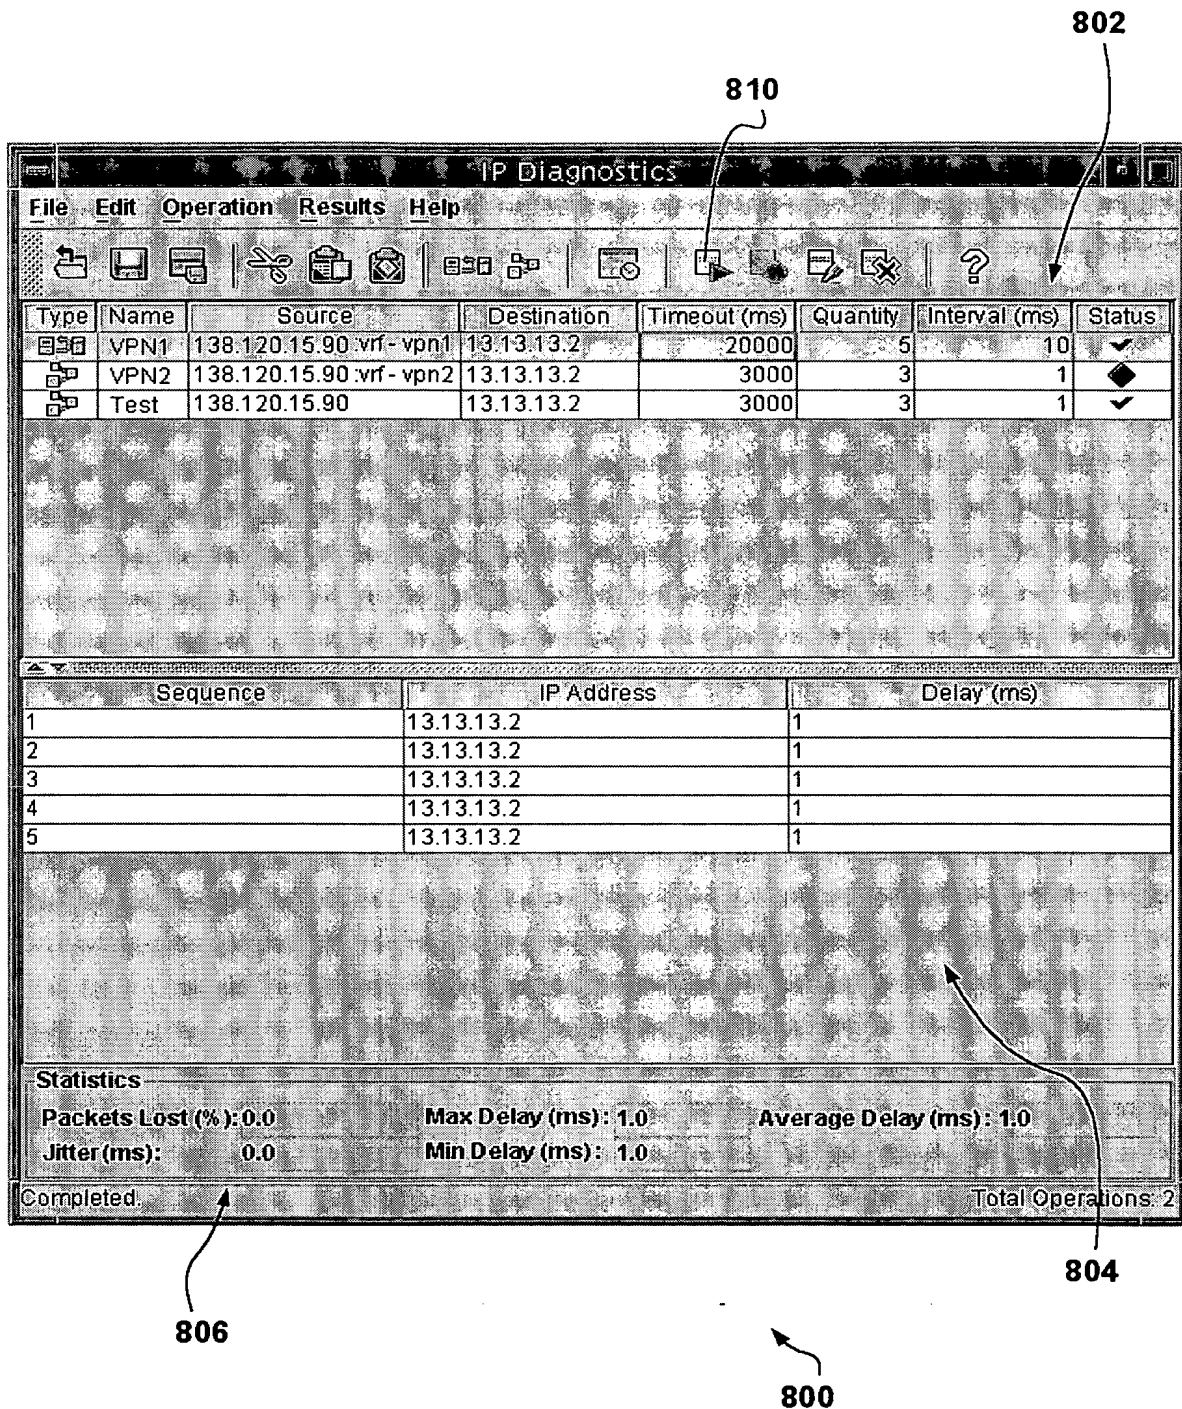 802
810
IP Diagnostics
File Edit Operation Results Help
Type Name Source Destination Timeout (ms) Quantity Interval (ms) Status
VPN1 138.120.15.90 :vrf - vpn1 13.13.13.2 20000 5 10
VPN2 138.120.15.90 :vrf - vpn2 13.13.13.2 3000 3 1
Test 138.120.15.90 13.13.13.2 3000 3 1
Sequence IP Address Delay (ms)
1 13.13.13.2 1
2 13.13.13.2 1
3 13.13.13.2 1
4 13.13.13.2 1
5 13.13.13.2 1
Statistics
Packets Lost (%): 0.0 Max Delay (ms): 1.0 Average Delay (ms): 1.0
Jitter (ms): 0.0 Min Delay (ms): 1.0
Completed. Total Operations: 2
804
806
800